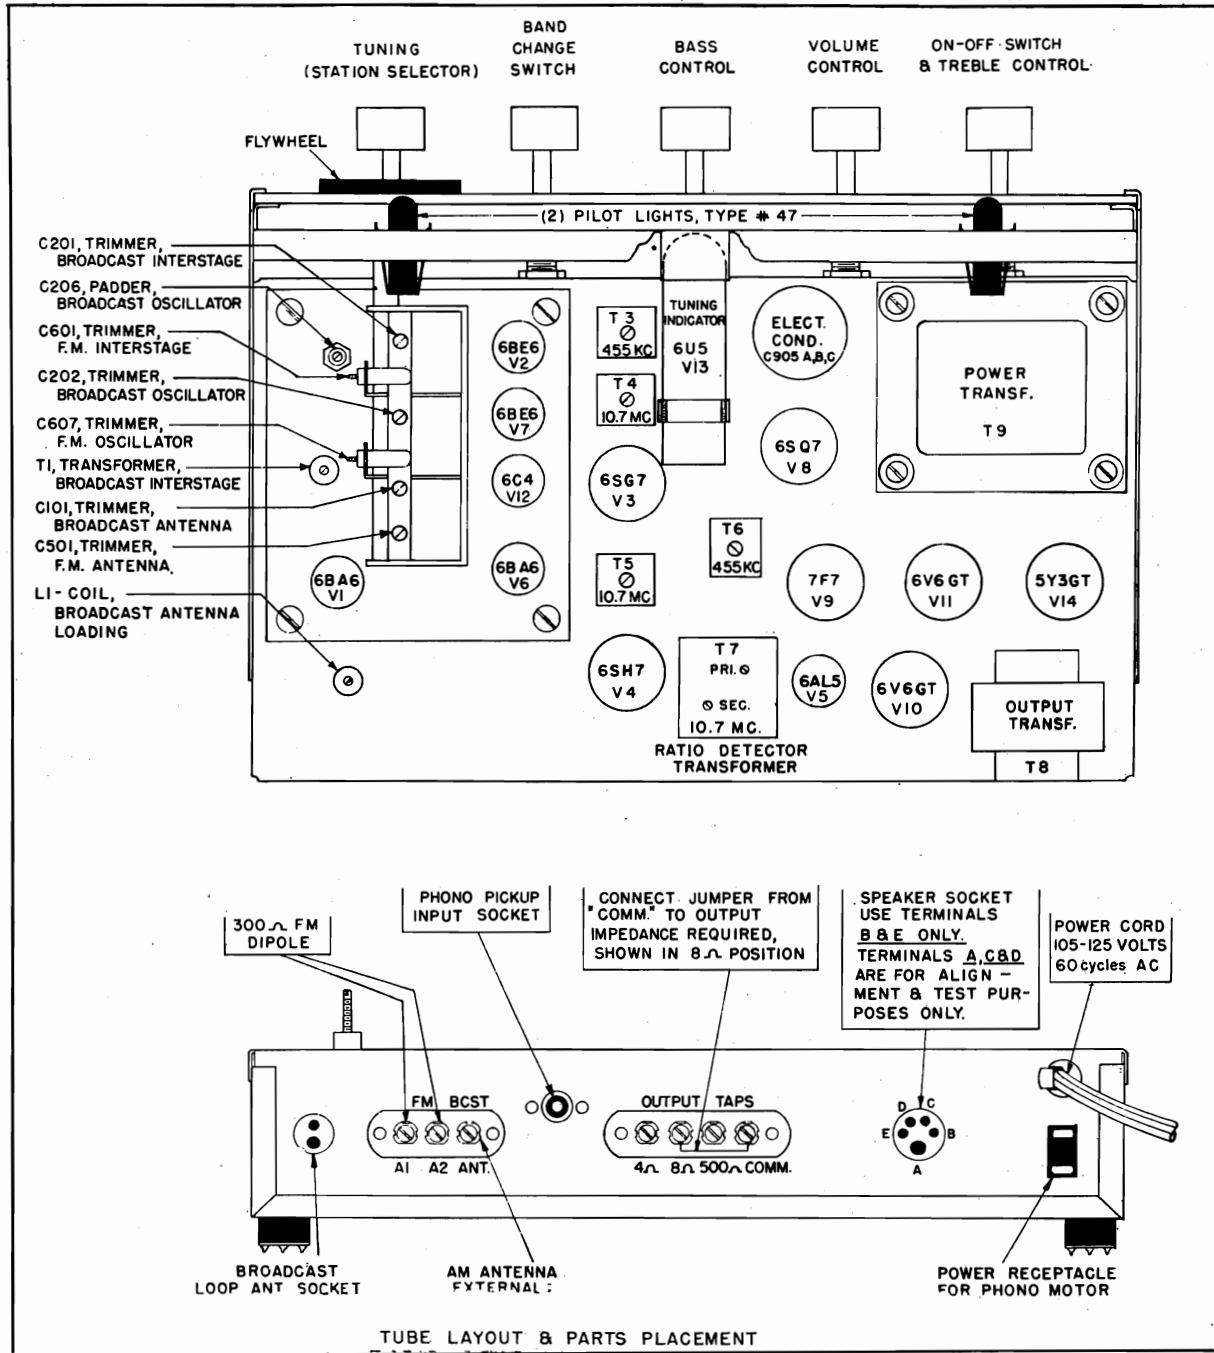 TUNING
(STATION SELECTOR)
BAND
CHANGE
SWITCH
BASS
CONTROL
VOLUME
CONTROL
ON-OFF SWITCH
& TREBLE CONTROL
FLYWHEEL
(2) PILOT LIGHTS, TYPE # 47
C201, TRIMMER,
BROADCAST INTERSTAGE
C206, PADDER,
BROADCAST OSCILLATOR
C601, TRIMMER,
F.M. INTERSTAGE
C202, TRIMMER,
BROADCAST OSCILLATOR
C607, TRIMMER,
F.M. OSCILLATOR
T1, TRANSFORMER,
BROADCAST INTERSTAGE
C101, TRIMMER,
BROADCAST ANTENNA
C501, TRIMMER,
F.M. ANTENNA
L1- COIL,
BROADCAST ANTENNA
LOADING
6BE6
V2
6BE6
V7
6C4
V12
6BA6
V6
6BA6
V1
T3
455KC
T4
10.7 MC
6SG7
V3
T5
10.7 MC
6SH7
V4
TUNING
INDICATOR
6U5
V13
ELECT.
COND.
C905 A,B,C
6SQ7
V8
T6
455KC
POWER
TRANSF.
T9
7F7
V9
6V6 GT
V11
5Y3GT
V14
T7
PRI.
SEC.
10.7 MC.
RATIO DETECTOR
TRANSFORMER
6AL5
V5
6V6GT
V10
OUTPUT
TRANSF.
T8
300Ω FM
DIPOLE
PHONO PICKUP
INPUT SOCKET
CONNECT JUMPER FROM
"COMM." TO OUTPUT
IMPEDANCE REQUIRED,
SHOWN IN 8Ω POSITION
SPEAKER SOCKET
USE TERMINALS
B & E ONLY.
TERMINALS A,C&D
ARE FOR ALIGN -
MENT & TEST PUR-
POSES ONLY.
POWER CORD
105-125 VOLTS
60 cycles AC
FM BCST
A1 A2 ANT.
OUTPUT TAPS
4Ω 8Ω 500Ω COMM.
D C
E B
A
BROADCAST
LOOP ANT SOCKET
AM ANTENNA
EXTERNAL
POWER RECEPTACLE
FOR PHONO MOTOR
TUBE LAYOUT & PARTS PLACEMENT